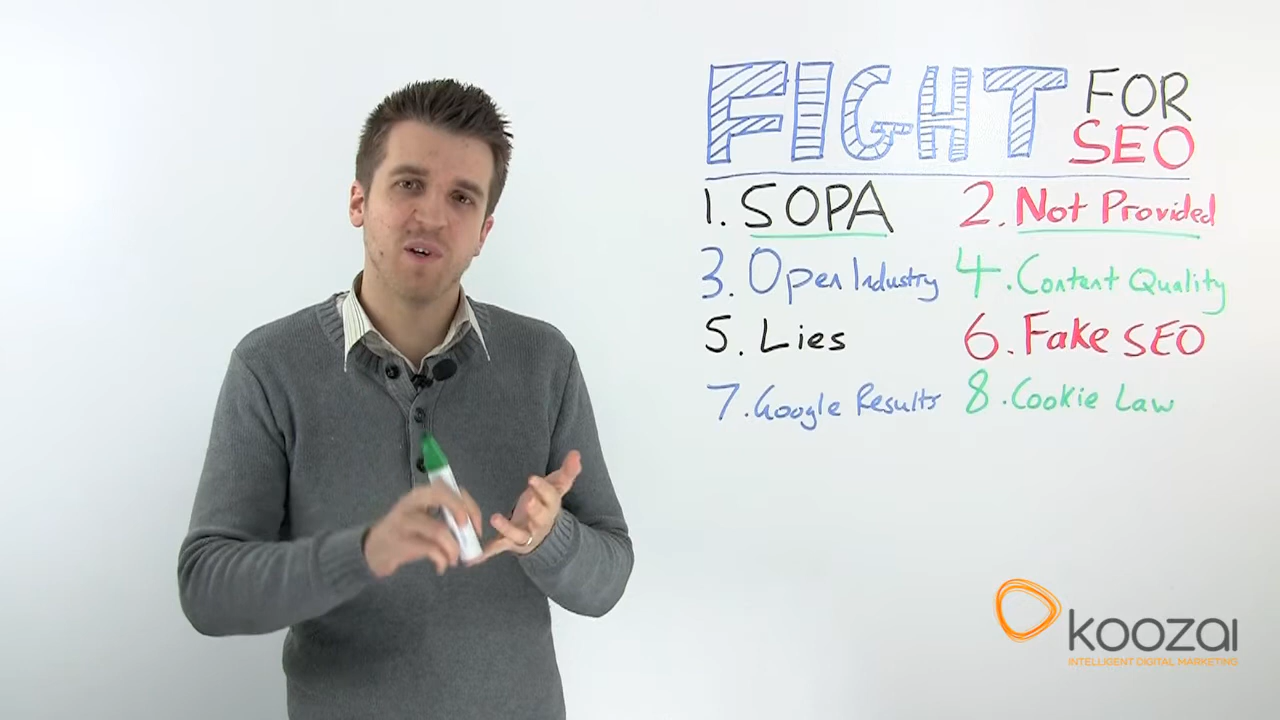 FIGHT FOR
SEO
1. SOPA 2. Not Provided
3. Open Industry 4. Content Quality
5. Lies 6. Fake SEO
7. Google Results 8. Cookie Law
koozai
INTELLIGENT DIGITAL MARKETING